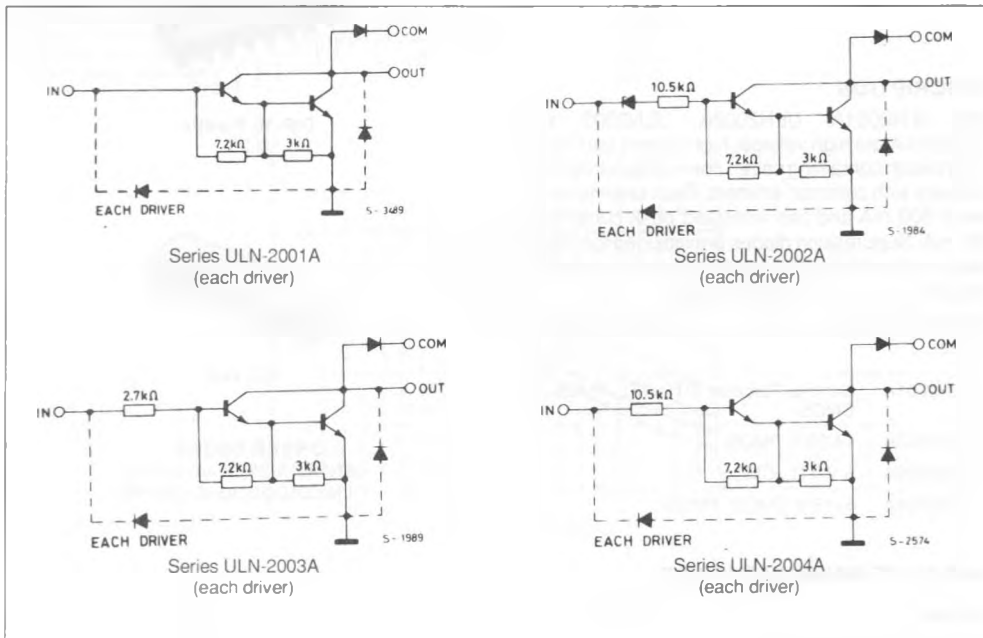 COM
OUT
IN
7.2kΩ 3kΩ
EACH DRIVER
S-3489
Series ULN-2001A
(each driver)
COM
OUT
10.5kΩ
IN
7.2kΩ 3kΩ
EACH DRIVER
S-1984
Series ULN-2002A
(each driver)
COM
OUT
2.7kΩ
IN
7.2kΩ 3kΩ
EACH DRIVER
S-1989
Series ULN-2003A
(each driver)
COM
OUT
10.5kΩ
IN
7.2kΩ 3kΩ
EACH DRIVER
S-2574
Series ULN-2004A
(each driver)